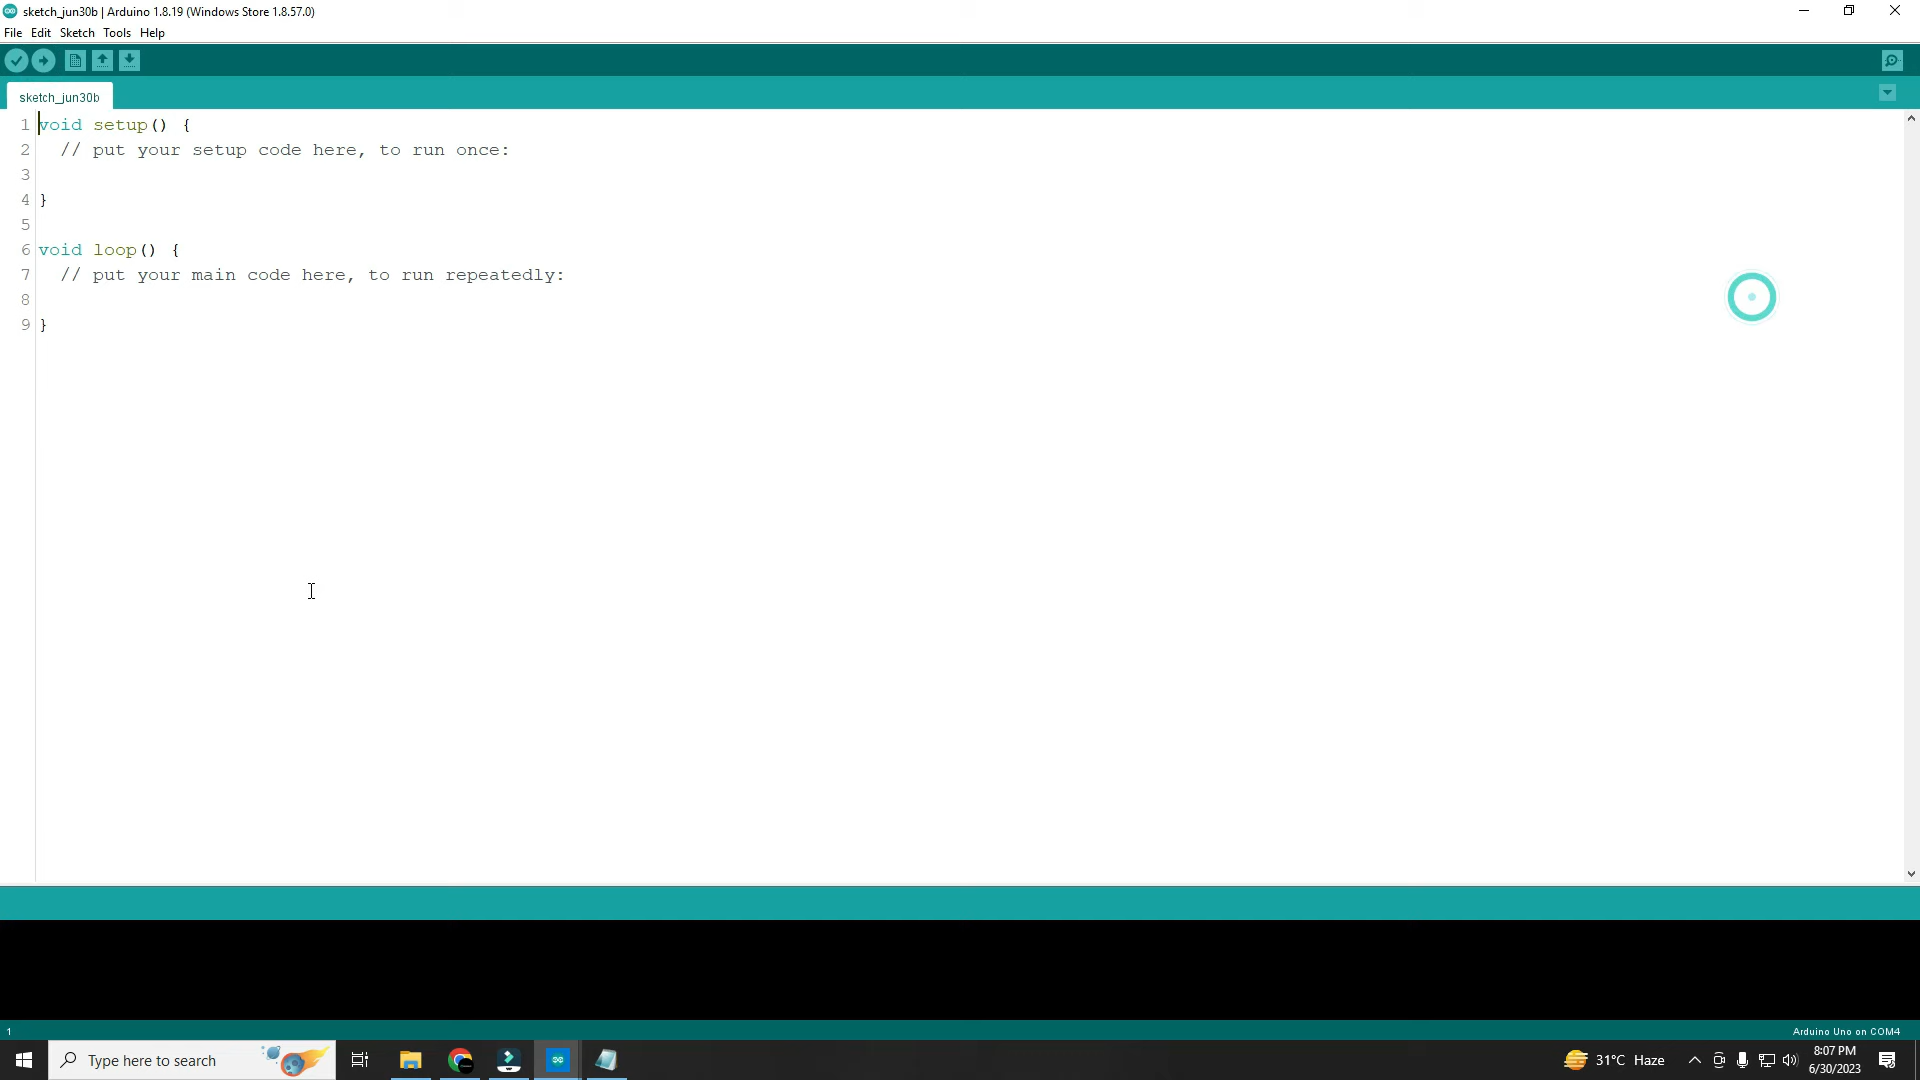 sketch_jun30b | Arduino 1.8.19 (Windows Store 1.8.57.0)
File Edit Sketch Tools Help
sketch_jun30b
1 void setup() {
2 // put your setup code here, to run once:
3
4 }
5
6 void loop() {
7 // put your main code here, to run repeatedly:
8
9 }
1 Arduino Uno on COM4
Type here to search 31°C Haze 8:07 PM
6/30/2023